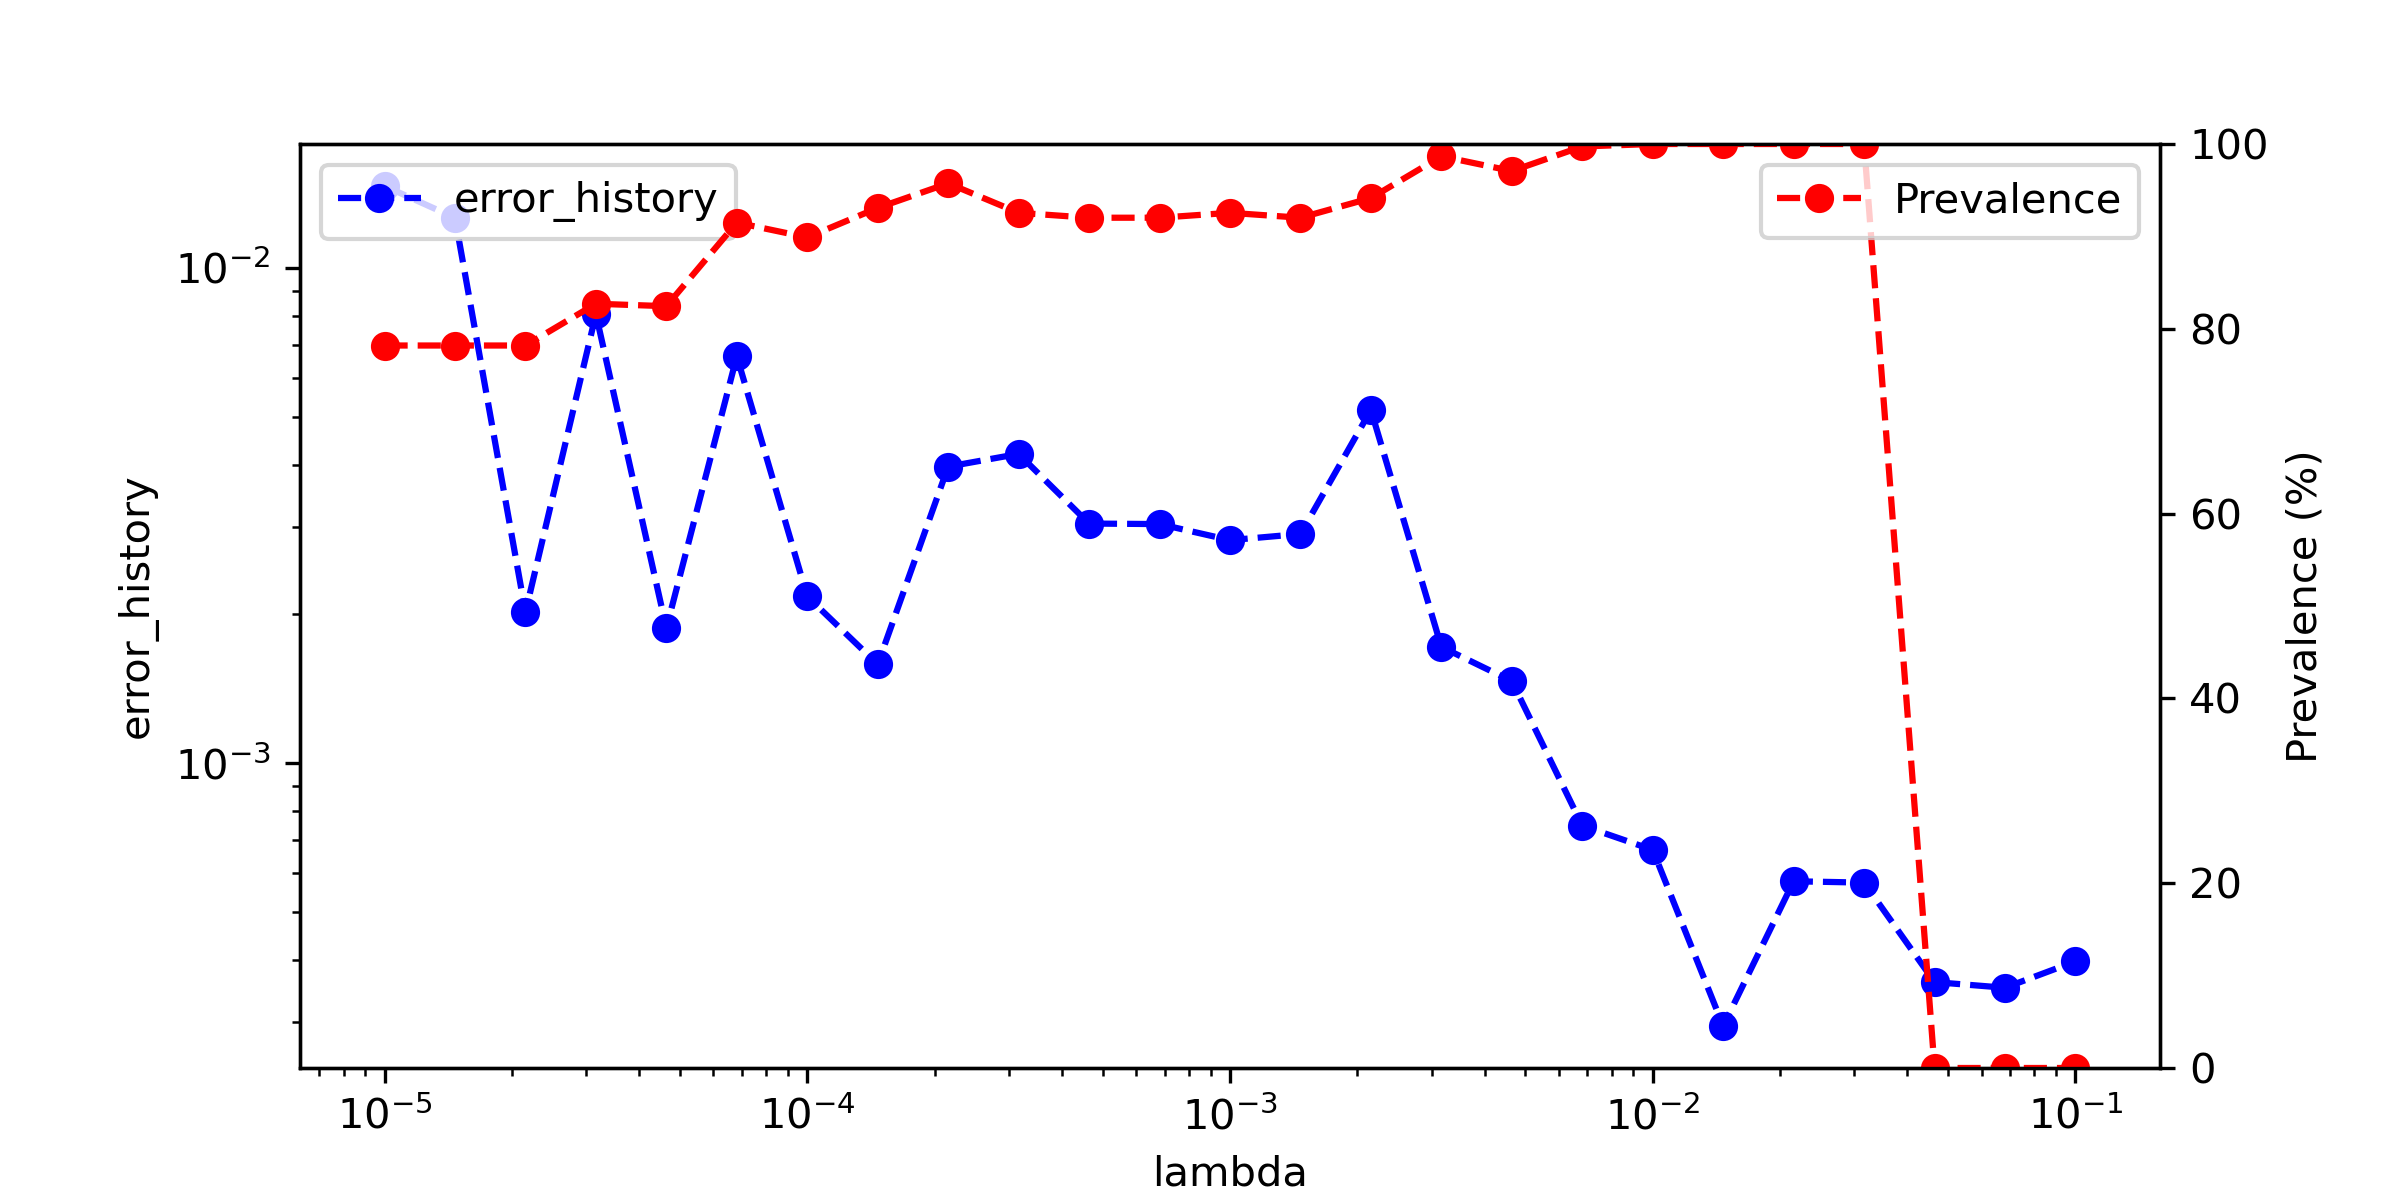 error_history
Prevalence
10⁻²
10⁻³
error_history
100
80
60
40
20
0
Prevalence (%)
10⁻⁵
10⁻⁴
10⁻³
10⁻²
10⁻¹
lambda